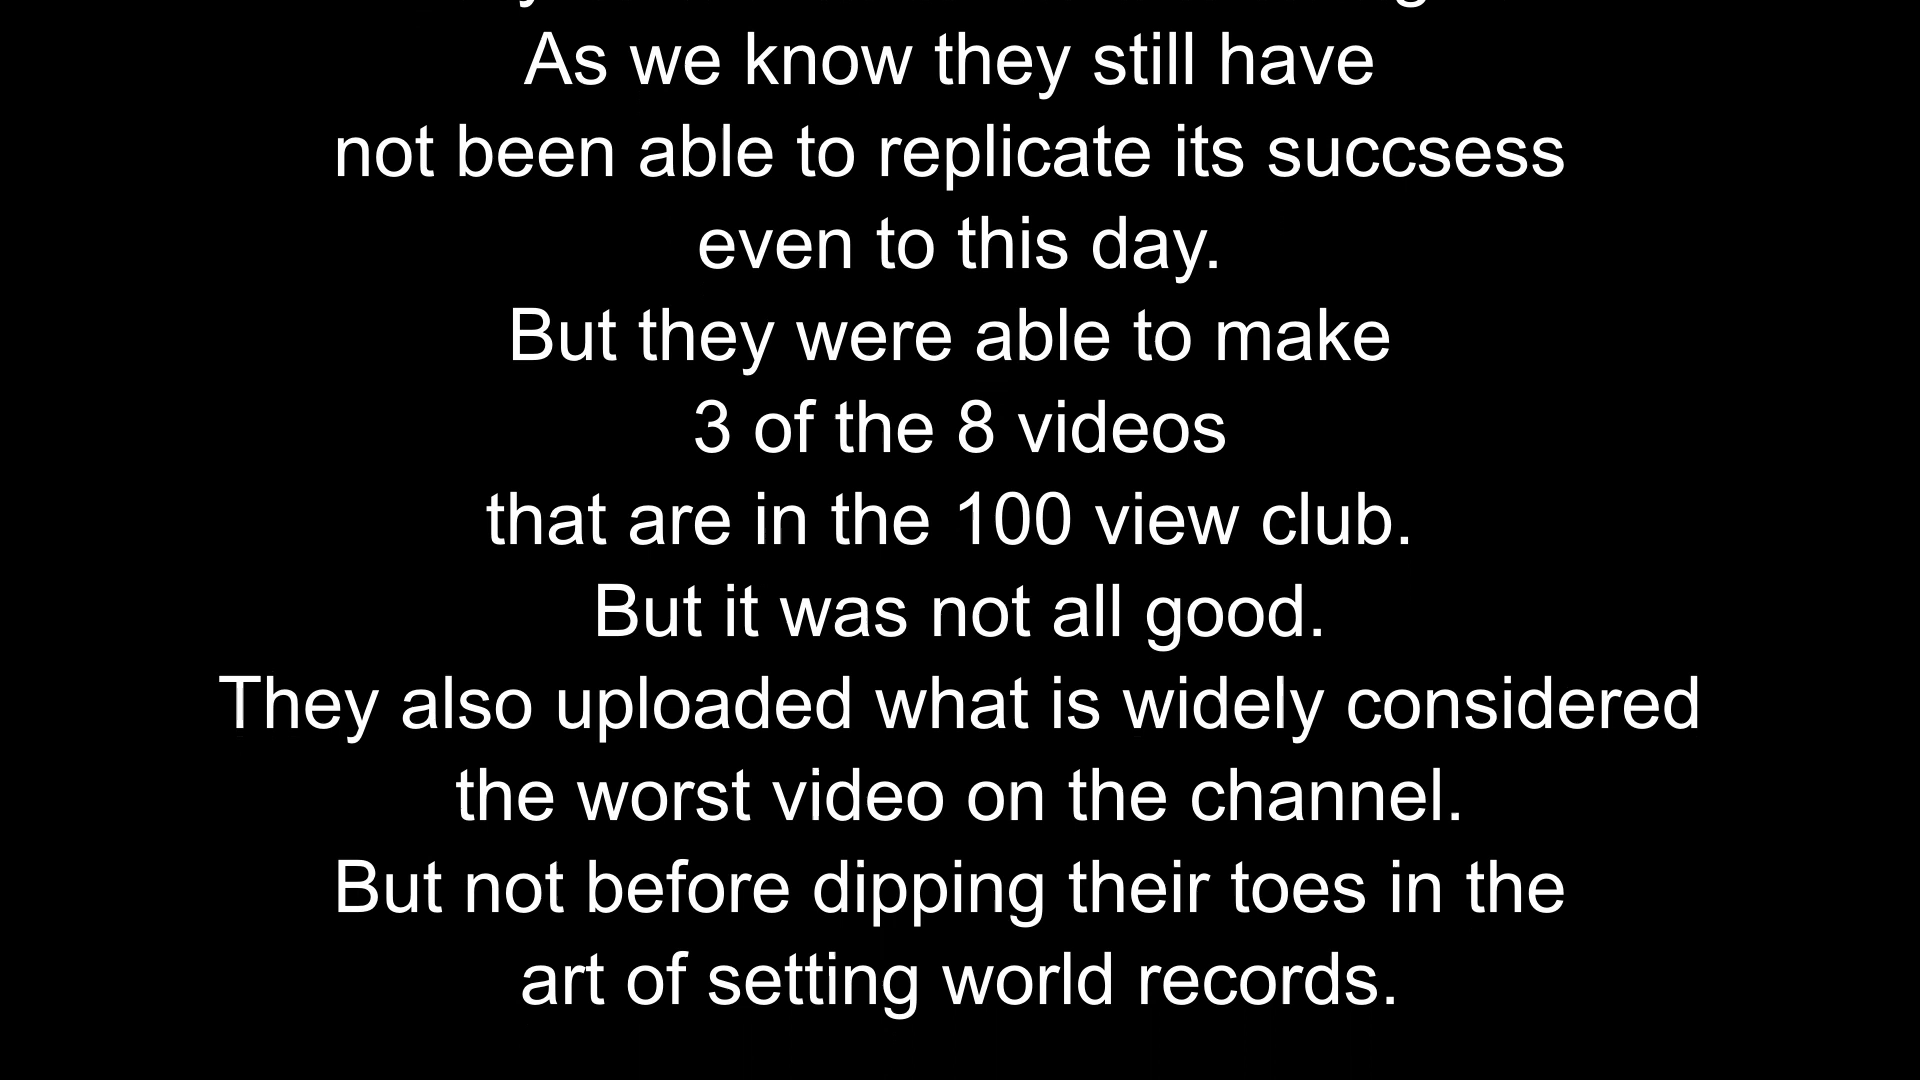 As we know they still have
not been able to replicate its succsess
even to this day.
But they were able to make
3 of the 8 videos
that are in the 100 view club.
But it was not all good.
They also uploaded what is widely considered
the worst video on the channel.
But not before dipping their toes in the
art of setting world records.